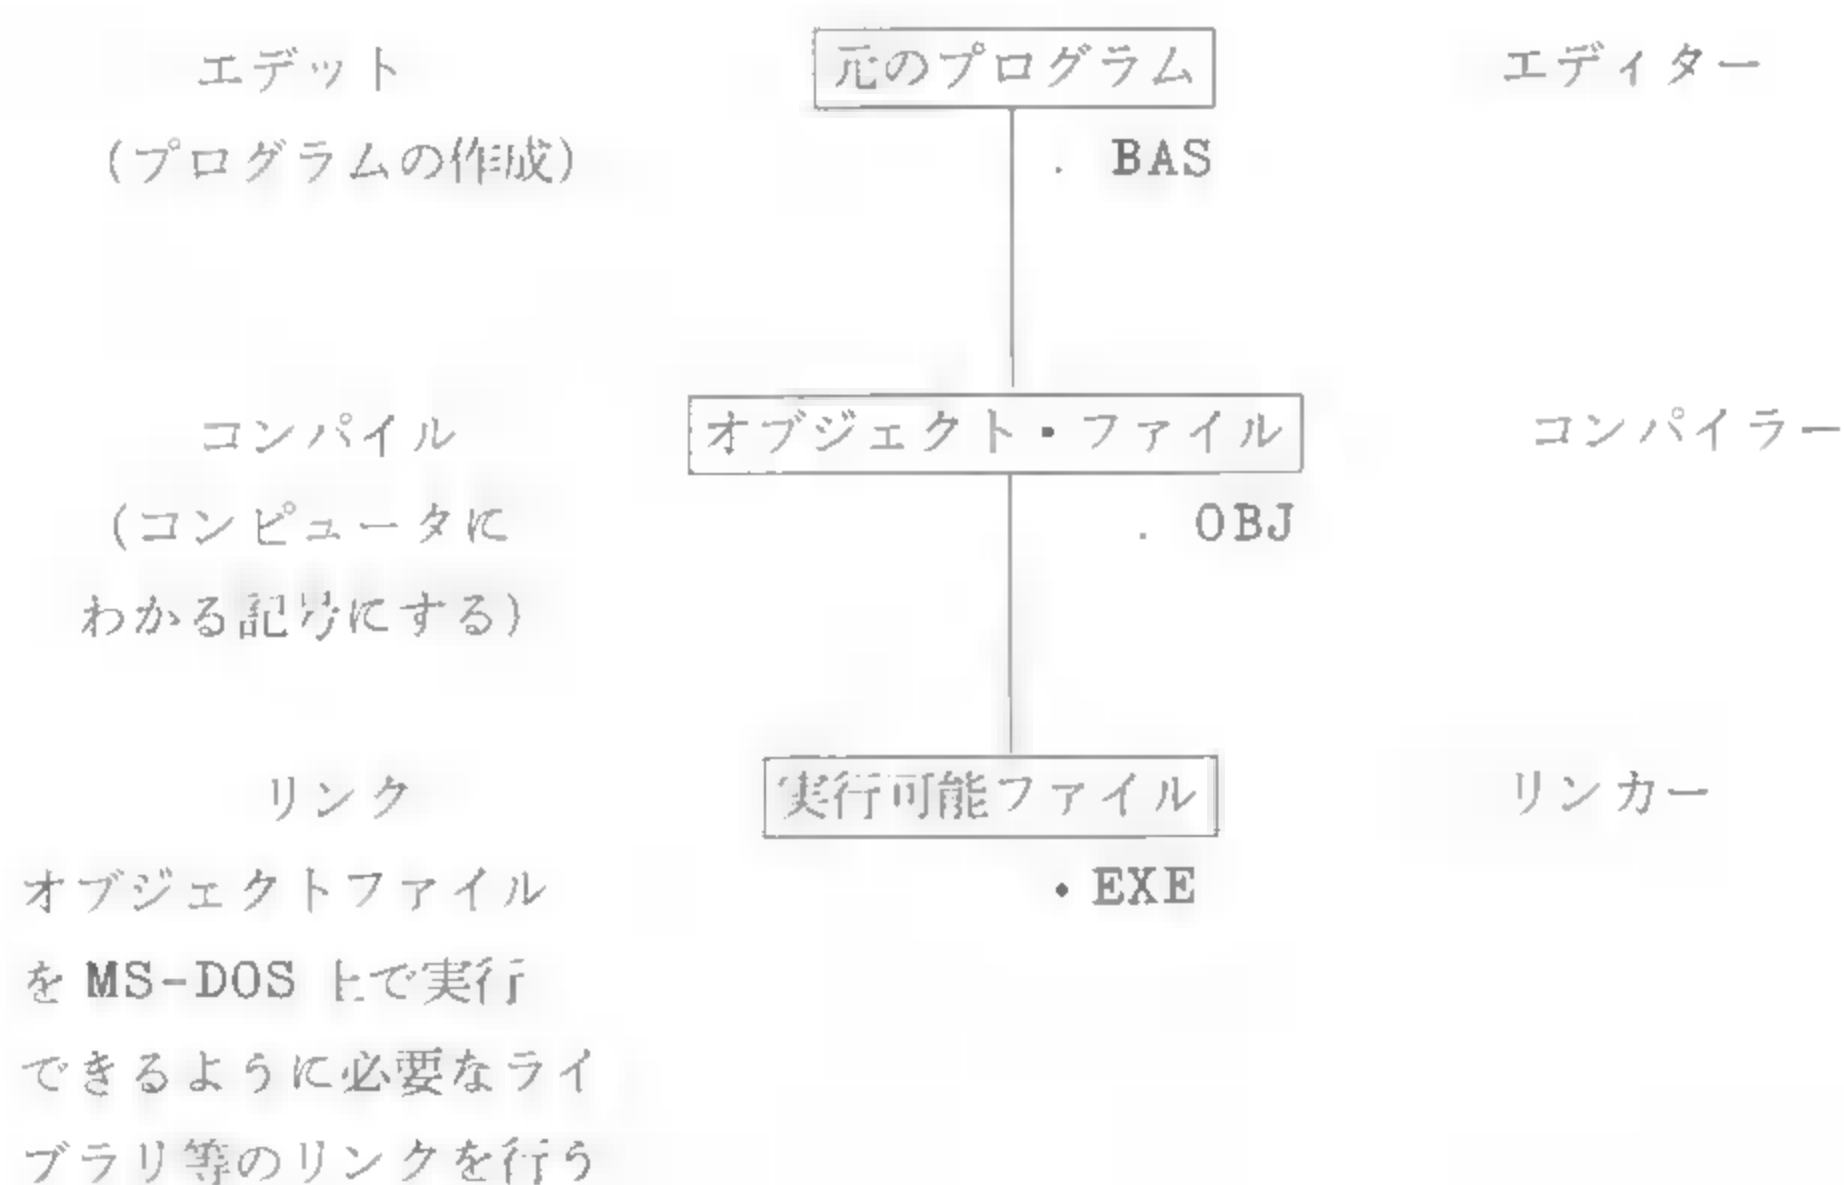 エデット 元のプログラム エディター
(プログラムの作成) . BAS
コンパイル オブジェクト・ファイル コンパイラー
(コンピュータに . OBJ
わかる記号にする)
リンク 実行可能ファイル リンカー
オブジェクトファイル ・EXE
を MS-DOS 上で実行
できるように必要なライ
ブラリ等のリンクを行う